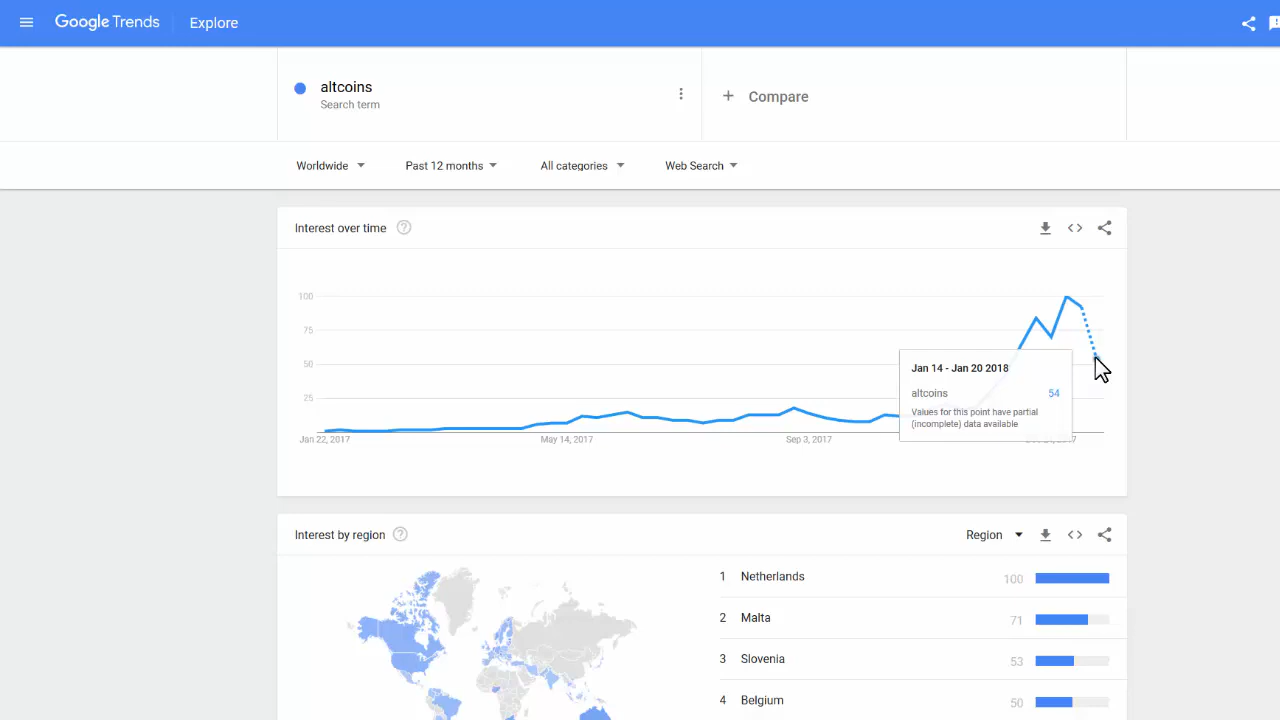 Google Trends Explore
altcoins
Search term
+ Compare
Worldwide Past 12 months All categories Web Search
Interest over time ?
100
75
50
25
Jan 14 - Jan 20 2018
altcoins 54
Values for this point have partial
(incomplete) data available
Jan 22, 2017 May 14, 2017 Sep 3, 2017
Interest by region ? Region
1 Netherlands 100
2 Malta 71
3 Slovenia 53
4 Belgium 50